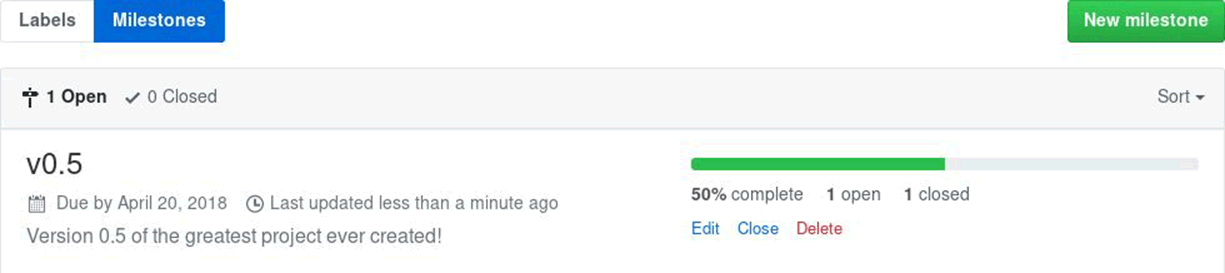 Labels Milestones New milestone
1 Open 0 Closed Sort
v0.5
50% complete 1 open 1 closed
Due by April 20, 2018 Last updated less than a minute ago
Edit Close Delete
Version 0.5 of the greatest project ever created!